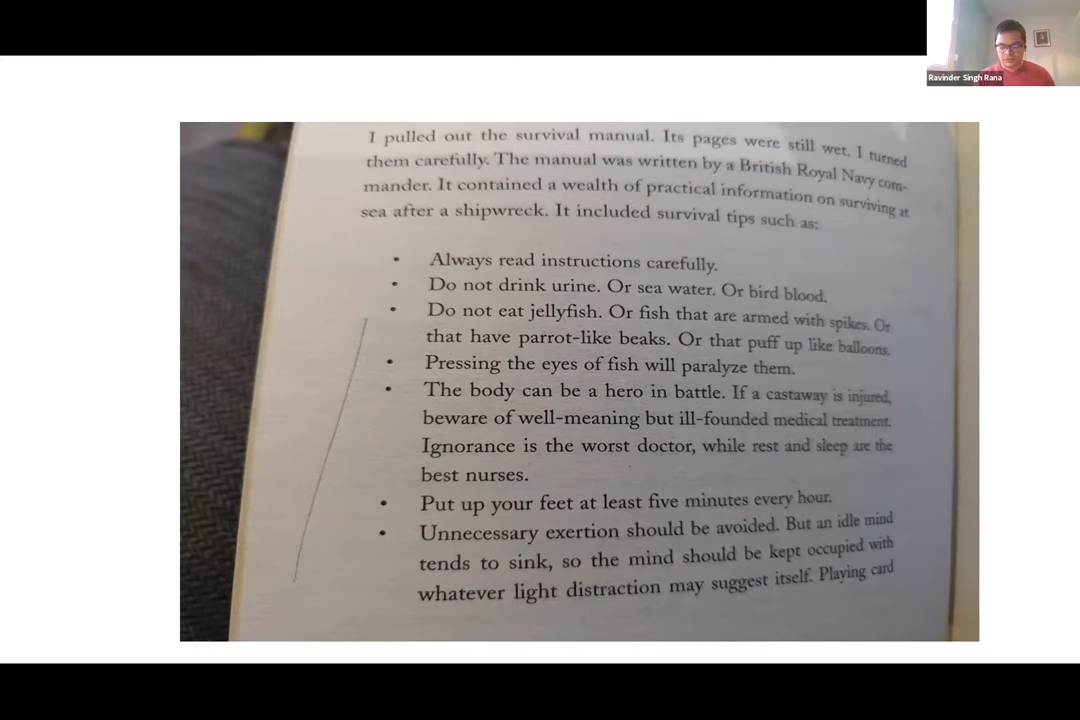 Ravinder Singh Rana
I pulled out the survival manual. Its pages were still wet. I turned
them carefully. The manual was written by a British Royal Navy com-
mander. It contained a wealth of practical information on surviving at
sea after a shipwreck. It included survival tips such as:
• Always read instructions carefully.
• Do not drink urine. Or sea water. Or bird blood.
• Do not eat jellyfish. Or fish that are armed with spikes. Or
that have parrot-like beaks. Or that puff up like balloons.
• Pressing the eyes of fish will paralyze them.
• The body can be a hero in battle. If a castaway is injured,
beware of well-meaning but ill-founded medical treatment.
Ignorance is the worst doctor, while rest and sleep are the
best nurses.
• Put up your feet at least five minutes every hour.
• Unnecessary exertion should be avoided. But an idle mind
tends to sink, so the mind should be kept occupied with
whatever light distraction may suggest itself. Playing card